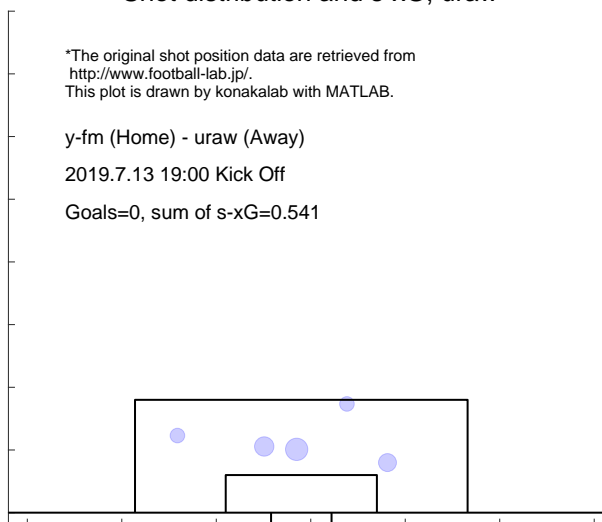 *The original shot position data are retrieved from
http://www.football-lab.jp/.
This plot is drawn by konakalab with MATLAB.
y-fm (Home) - uraw (Away)
2019.7.13 19:00 Kick Off
Goals=0, sum of s-xG=0.541